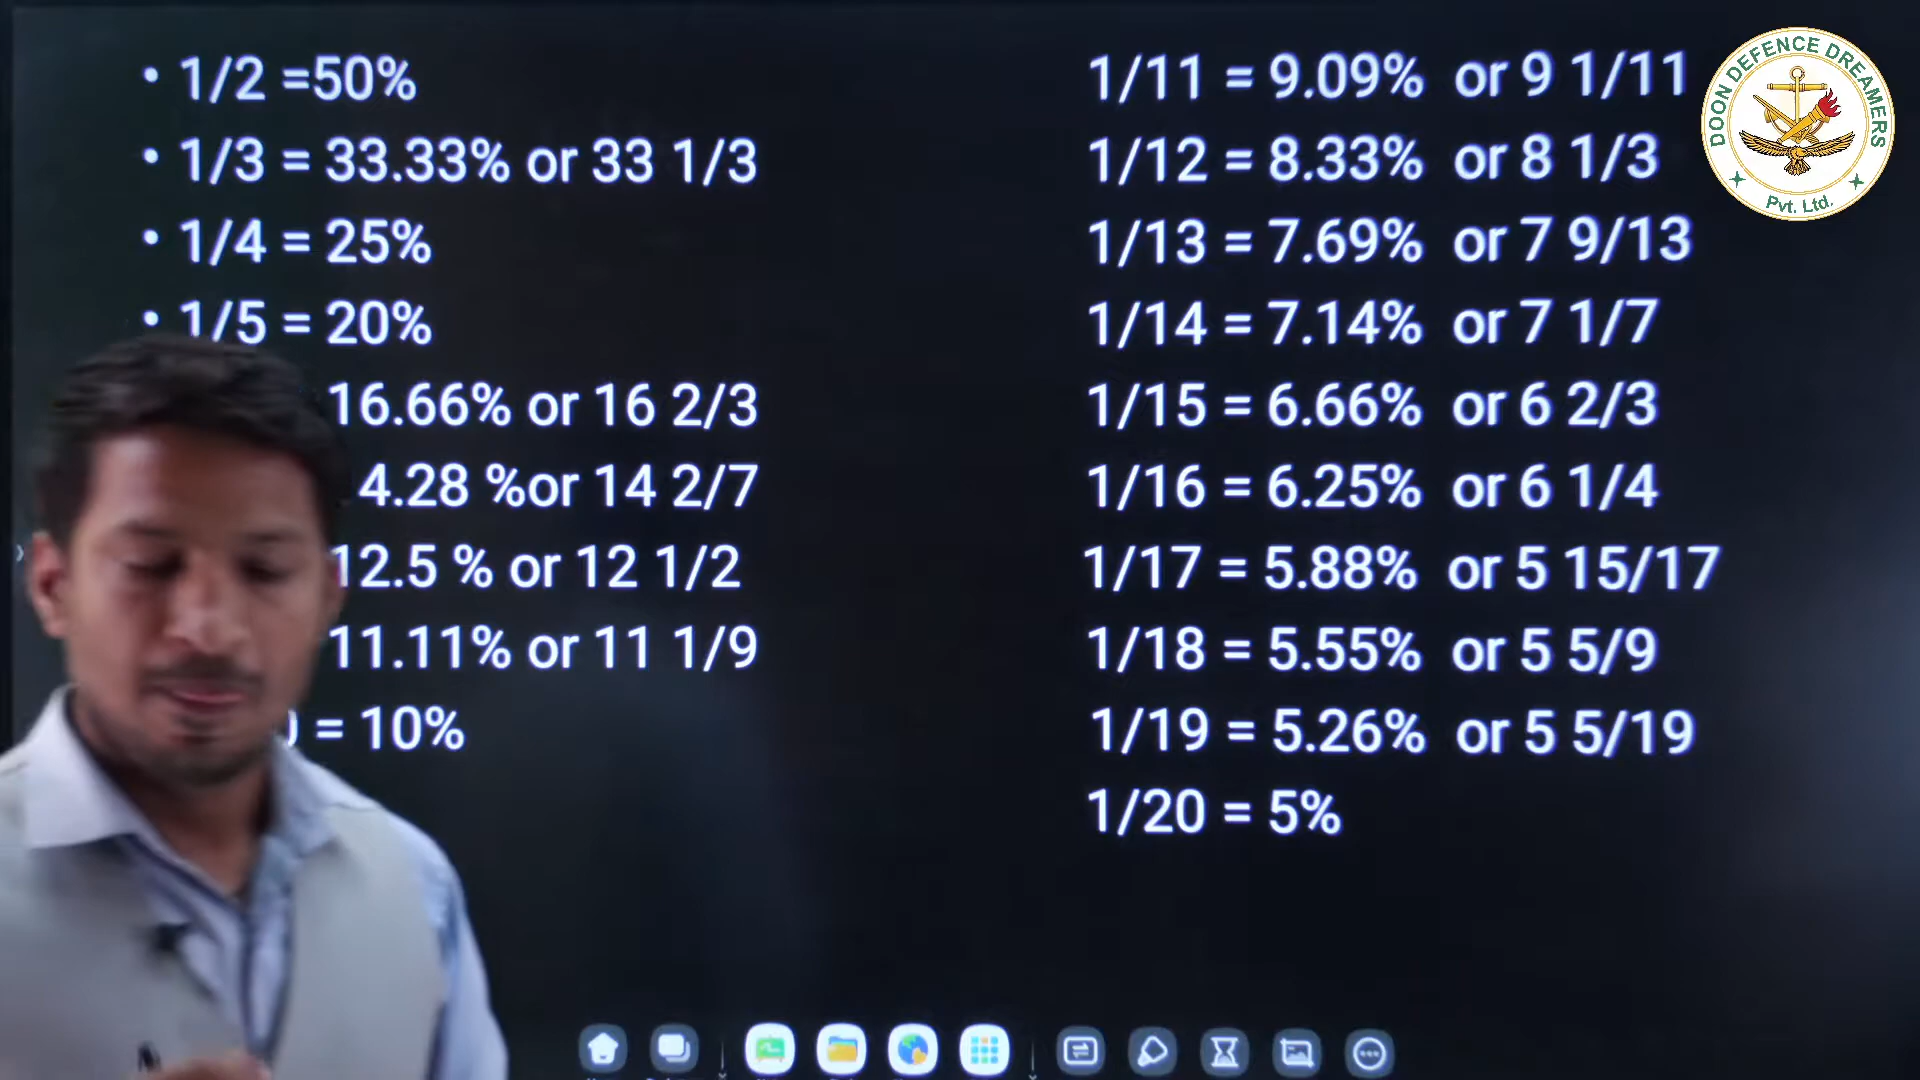 • 1/2 =50%
• 1/3 = 33.33% or 33 1/3
• 1/4 = 25%
• 1/5 = 20%
16.66% or 16 2/3
4.28 %or 14 2/7
12.5 % or 12 1/2
11.11% or 11 1/9
= 10%
1/11 = 9.09% or 9 1/11
1/12 = 8.33% or 8 1/3
1/13 = 7.69% or 7 9/13
1/14 = 7.14% or 7 1/7
1/15 = 6.66% or 6 2/3
1/16 = 6.25% or 6 1/4
1/17 = 5.88% or 5 15/17
1/18 = 5.55% or 5 5/9
1/19 = 5.26% or 5 5/19
1/20 = 5%
DOON DEFENCE DREAMERS
Pvt. Ltd.